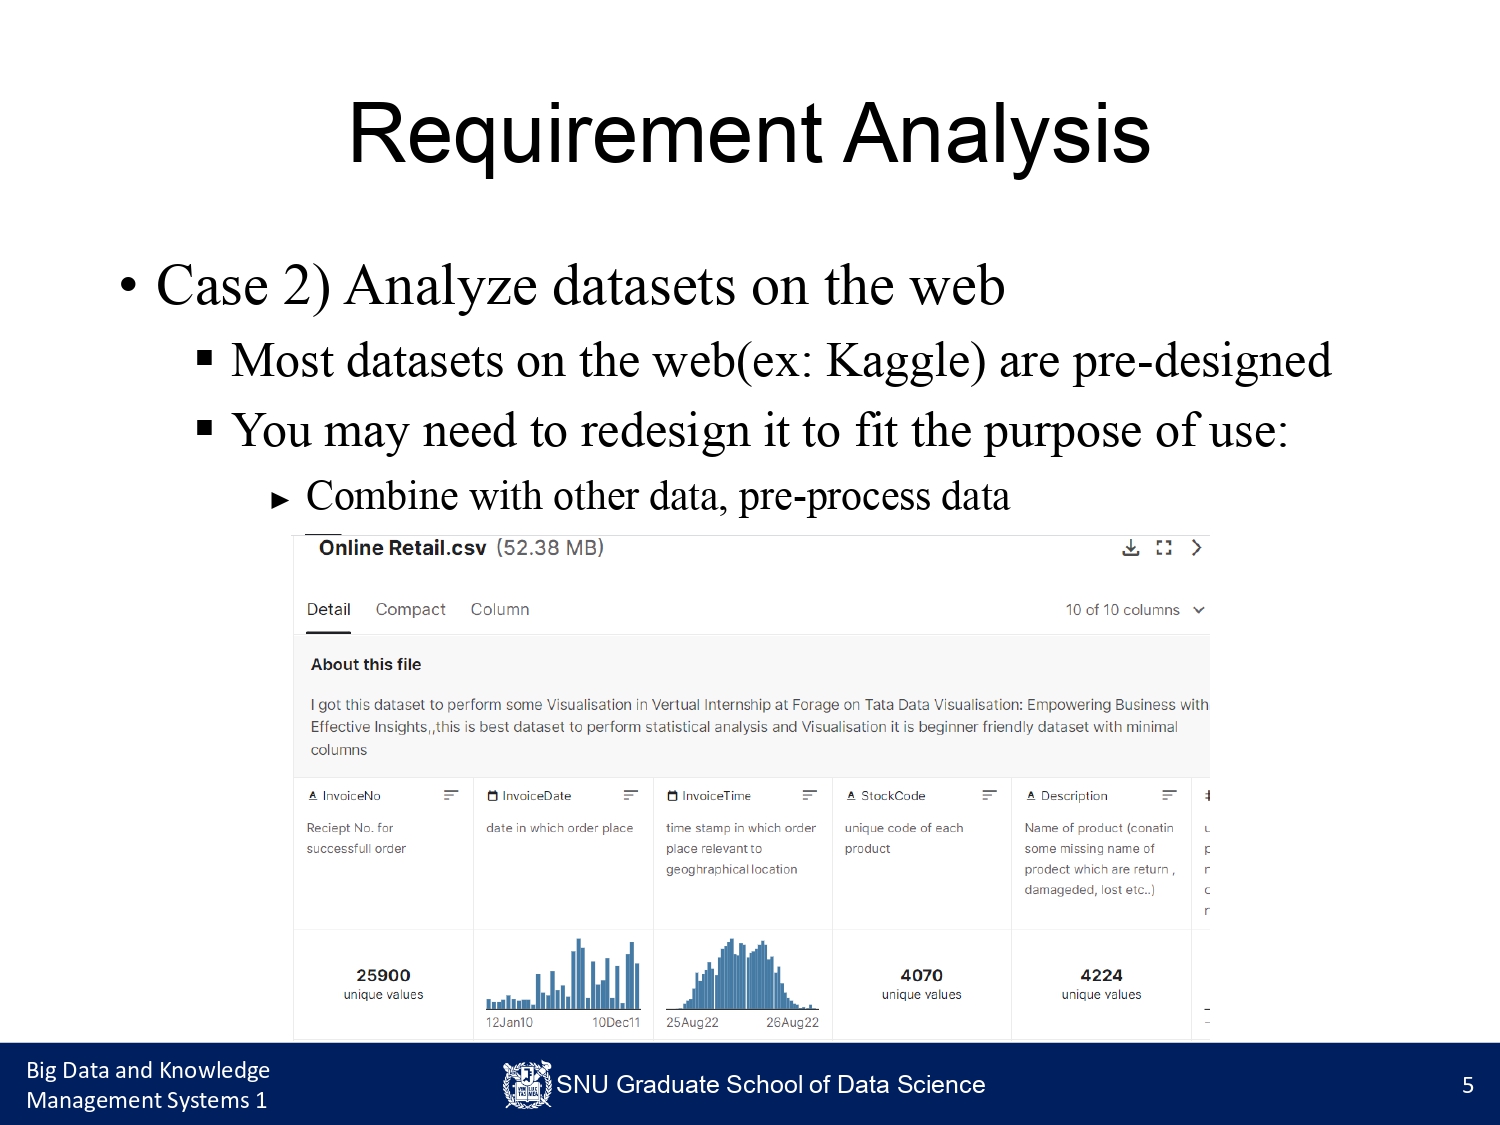 Requirement Analysis
• Case 2) Analyze datasets on the web
▪ Most datasets on the web(ex: Kaggle) are pre-designed
▪ You may need to redesign it to fit the purpose of use:
► Combine with other data, pre-process data
Online Retail.csv (52.38 MB)
Detail Compact Column 10 of 10 columns
About this file
I got this dataset to perform some Visualisation in Vertual Internship at Forage on Tata Data Visualisation: Empowering Business with
Effective Insights,,this is best dataset to perform statistical analysis and Visualisation it is beginner friendly dataset with minimal
columns
InvoiceNo
Reciept No. for
successfull order
25900
unique values
InvoiceDate
date in which order place
12Jan10 10Dec11
InvoiceTime
time stamp in which order
place relevant to
geoghraphical location
25Aug22 26Aug22
StockCode
unique code of each
product
4070
unique values
Description
Name of product (conatin
some missing name of
prodect which are return ,
damageded, lost etc..)
4224
unique values
Big Data and Knowledge
Management Systems 1
SNU Graduate School of Data Science
5